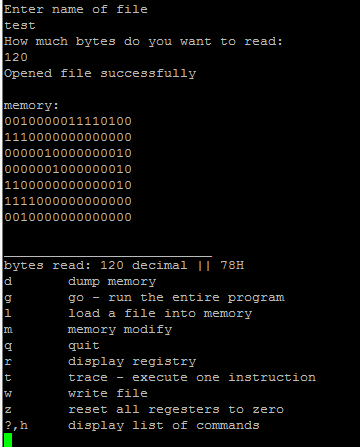 Enter name of file
test
How much bytes do you want to read:
120
Opened file successfully
memory:
0010000011110100
1110000000000000
0000010000000010
0000001000000010
1100000000000010
1111000000000000
0010000000000000
bytes read: 120 decimal || 78H
d dump memory
g go - run the entire program
l load a file into memory
m memory modify
q quit
r display registry
t trace - execute one instruction
w write file
z reset all regesters to zero
?,h display list of commands